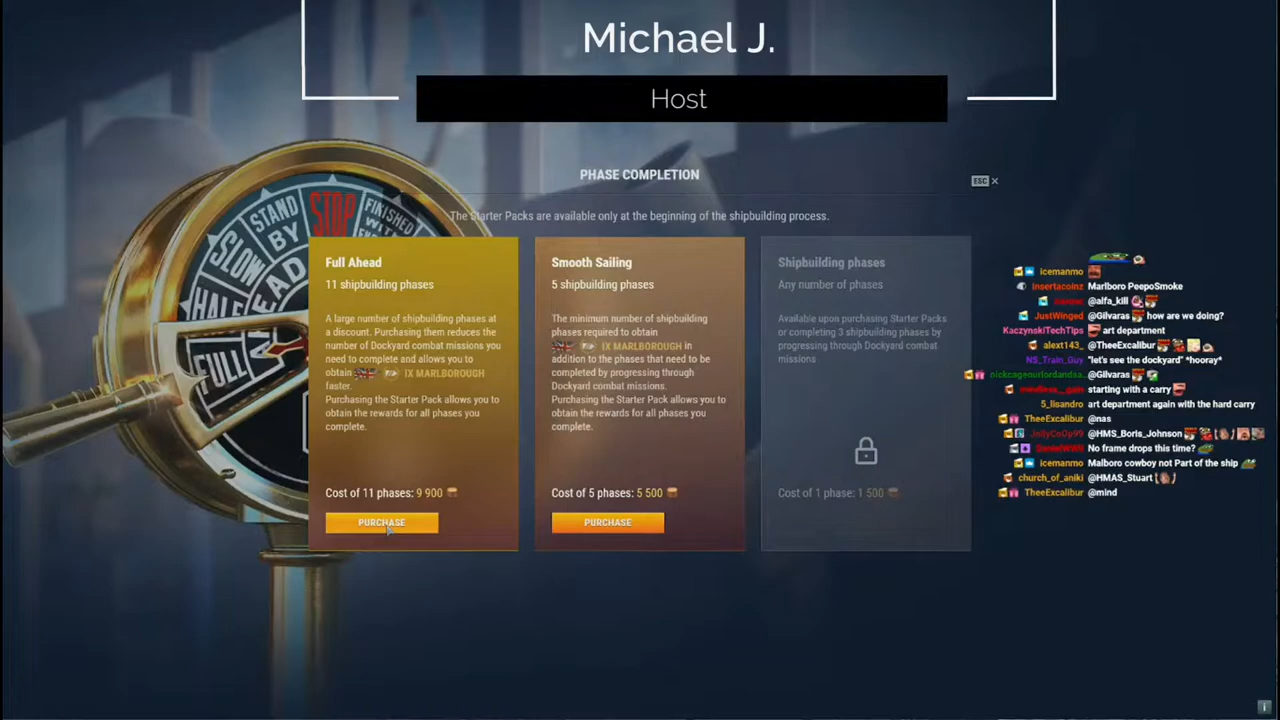 Michael J.
Host
PHASE COMPLETION
ESC ×
The Starter Packs are available only at the beginning of the shipbuilding process.
STAND BY
STOP
FINISHED WITH
SLOW
HALF
FULL
AHEAD
Full Ahead
11 shipbuilding phases
A large number of shipbuilding phases at
a discount. Purchasing them reduces the
number of Dockyard combat missions you
need to complete and allows you to
obtain IX MARLBOROUGH
faster.
Purchasing the Starter Pack allows you to
obtain the rewards for all phases you
complete.
Cost of 11 phases: 9 900
PURCHASE
Smooth Sailing
5 shipbuilding phases
The minimum number of shipbuilding
phases required to obtain
IX MARLBOROUGH in
addition to the phases that need to be
completed by progressing through
Dockyard combat missions.
Purchasing the Starter Pack allows you to
obtain the rewards for all phases you
complete.
Cost of 5 phases: 5 500
PURCHASE
Shipbuilding phases
Any number of phases
Available upon purchasing Starter Packs
or completing 3 shipbuilding phases by
progressing through Dockyard combat
missions
Cost of 1 phase: 1 500
icemanmo
insertacoinz Marlboro PeepoSmoke
@alfa_kill
JustWinged @Gilvaras how are we doing?
KaczynskiTechTips art department
alext143_ @TheeExcalibur
NS_Train_Guy "let's see the dockyard" *hooray*
@Gilvaras
starting with a carry
5_lisandro art department again with the hard carry
TheeExcalibur @nas
JollyCoOp99 @HMS_Boris_Johnson
No frame drops this time?
icemanmo Malboro cowboy not Part of the ship
church_of_aniki @HMAS_Stuart
TheeExcalibur @mind
i